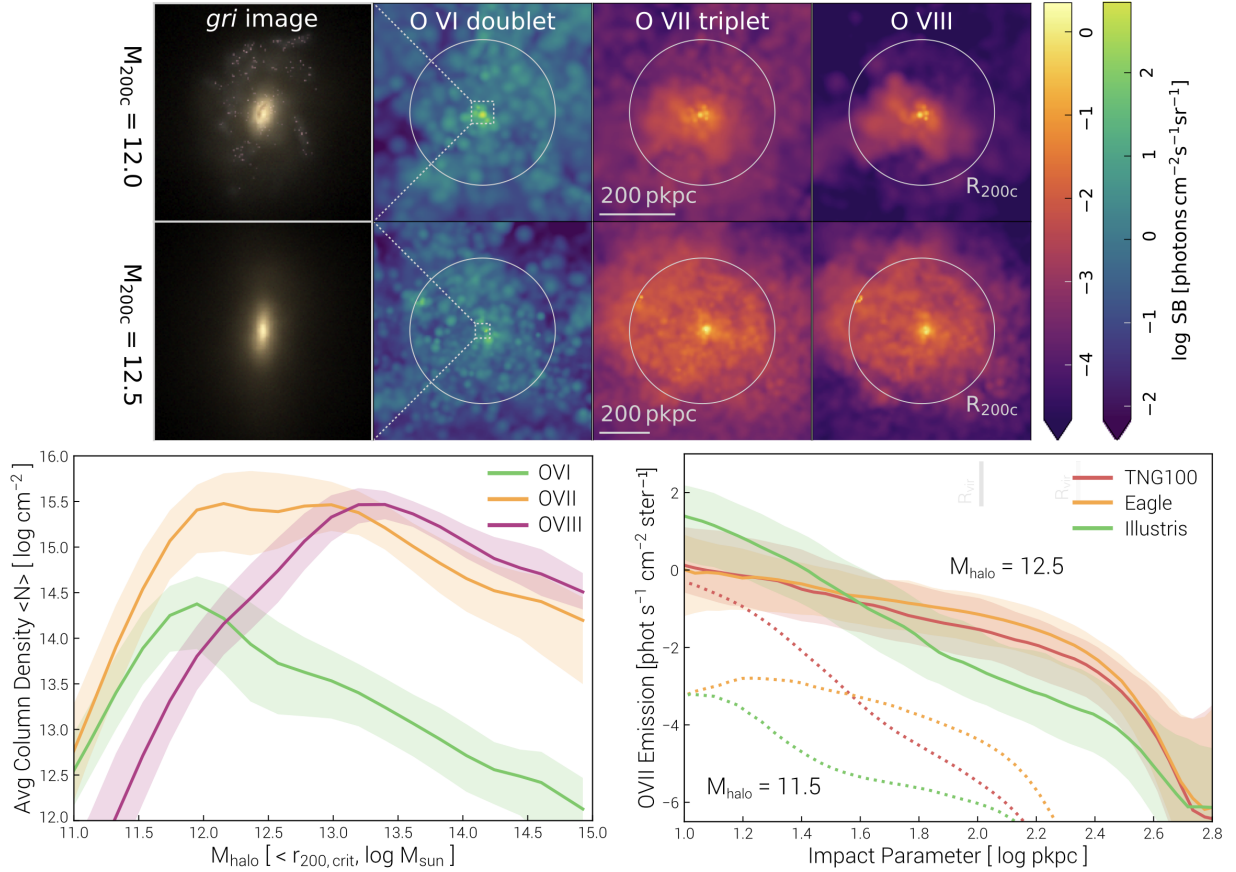 gri image
O VI doublet
O VII triplet
O VIII
M200c = 12.0
200 pkpc
R200c
M200c = 12.5
200 pkpc
R200c
0
−1
−2
−3
−4
2
1
0
−1
−2
log SB [photons cm−2 s−1 sr−1]
16.0
15.5
15.0
14.5
14.0
13.5
13.0
12.5
12.0
Avg Column Density <N> [ log cm−2 ]
OVI
OVII
OVIII
11.0 11.5 12.0 12.5 13.0 13.5 14.0 14.5 15.0
Mhalo [ < r200, crit, log Msun ]
2
0
-2
-4
-6
OVII Emission [phot s−1 cm−2 ster−1]
Rvir
Rvir
TNG100
Eagle
Illustris
Mhalo = 12.5
Mhalo = 11.5
1.0 1.2 1.4 1.6 1.8 2.0 2.2 2.4 2.6 2.8
Impact Parameter [ log pkpc ]